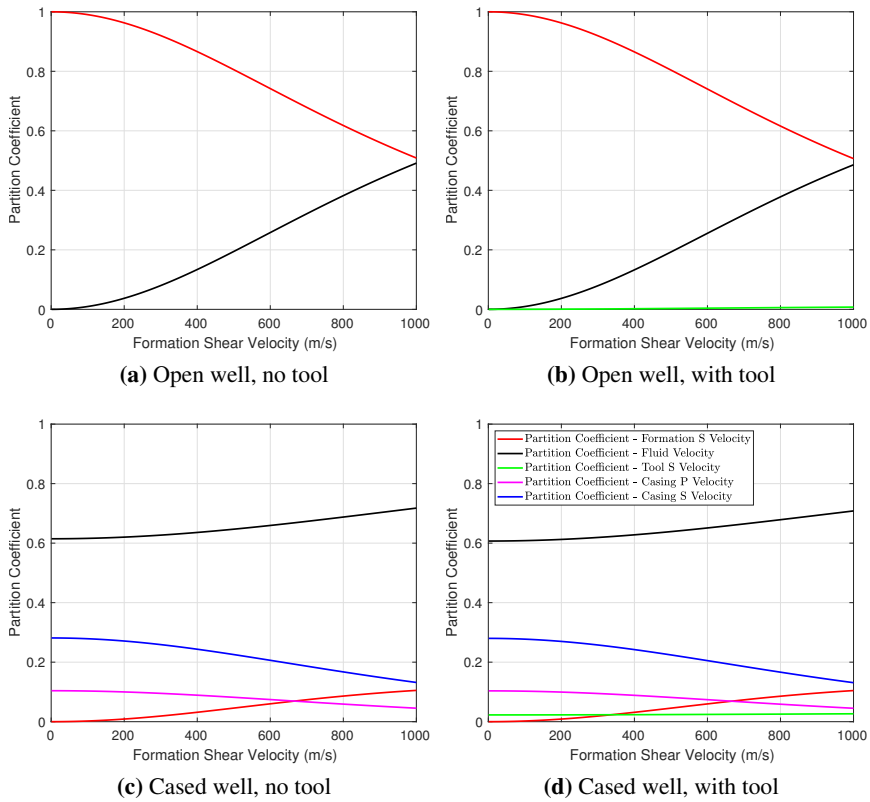 1
0.8
0.6
0.4
0.2
0
Partition Coefficient
0 200 400 600 800 1000
Formation Shear Velocity (m/s)
(a) Open well, no tool
1
0.8
0.6
0.4
0.2
0
Partition Coefficient
0 200 400 600 800 1000
Formation Shear Velocity (m/s)
(b) Open well, with tool
1
0.8
0.6
0.4
0.2
0
Partition Coefficient
0 200 400 600 800 1000
Formation Shear Velocity (m/s)
(c) Cased well, no tool
1
0.8
0.6
0.4
0.2
0
Partition Coefficient
Partition Coefficient - Formation S Velocity
Partition Coefficient - Fluid Velocity
Partition Coefficient - Tool S Velocity
Partition Coefficient - Casing P Velocity
Partition Coefficient - Casing S Velocity
0 200 400 600 800 1000
Formation Shear Velocity (m/s)
(d) Cased well, with tool